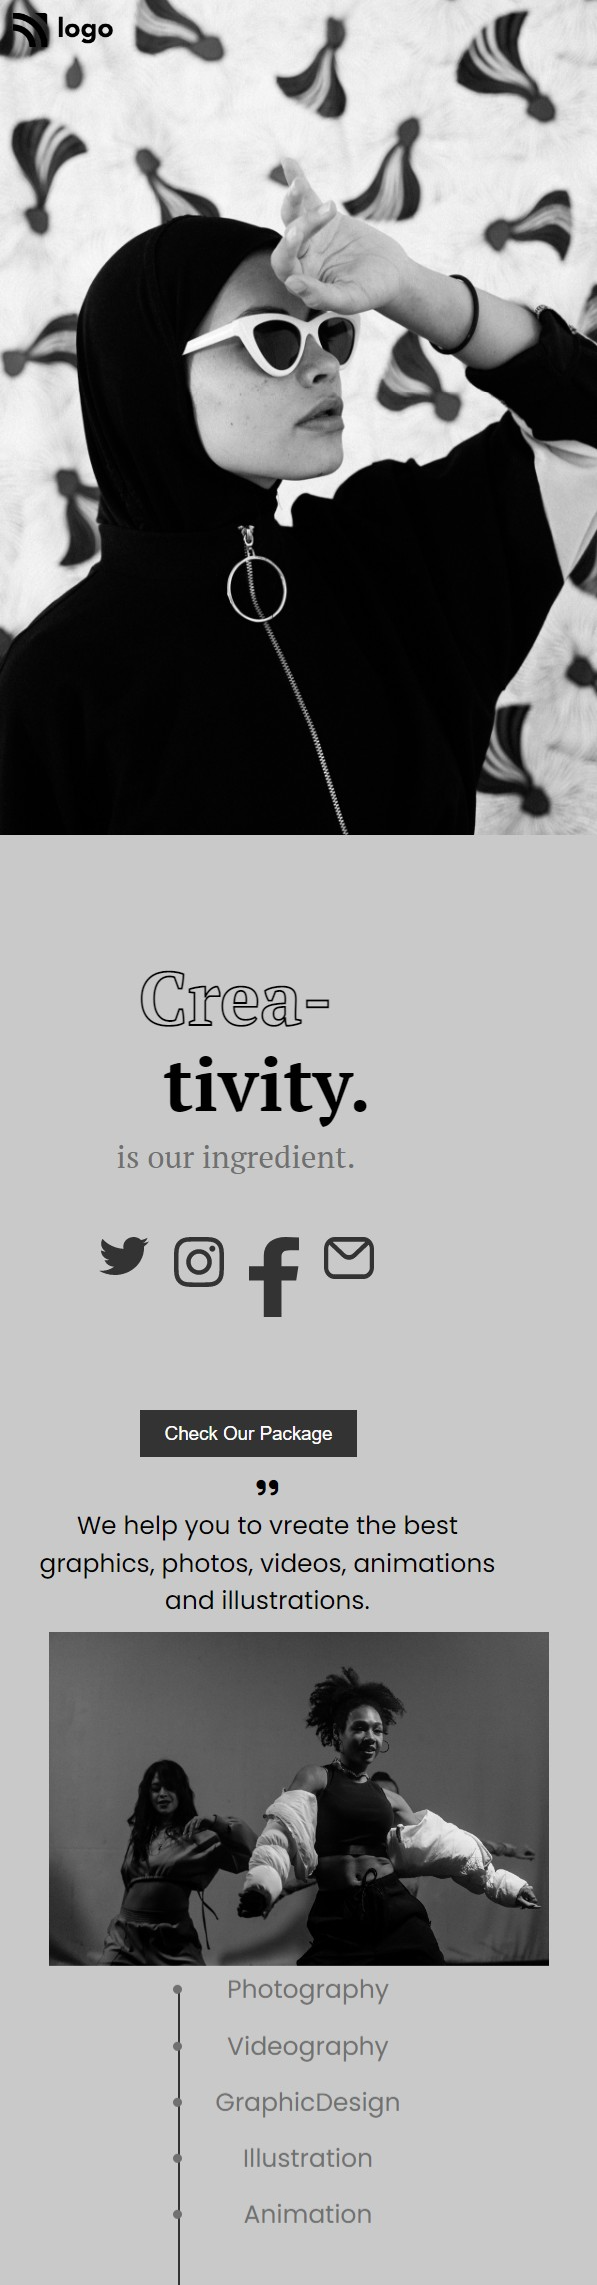 logo
Crea-
tivity.
is our ingredient.
Check Our Package
”
We help you to vreate the best
graphics, photos, videos, animations
and illustrations.
Photography
Videography
GraphicDesign
Illustration
Animation